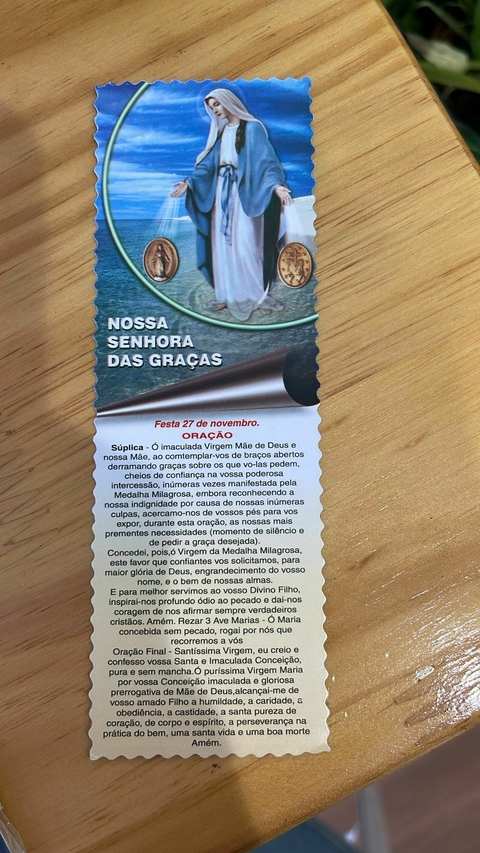 NOSSA
SENHORA
DAS GRAÇAS
Festa 27 de novembro.
ORAÇÃO
Súplica - Ó imaculada Virgem Mãe de Deus e
nossa Mãe, ao comtemplar-vos de braços abertos
derramando graças sobre os que vo-las pedem,
cheios de confiança na vossa poderosa
intercessão, inúmeras vezes manifestada pela
Medalha Milagrosa, embora reconhecendo a
nossa indignidade por causa de nossas inúmeras
culpas, acercamo-nos de vossos pés para vos
expor, durante esta oração, as nossas mais
prementes necessidades (momento de silêncio e
de pedir a graça desejada).
Concedei, pois,ó Virgem da Medalha Milagrosa,
este favor que confiantes vos solicitamos, para
maior glória de Deus, engrandecimento do vosso
nome, e o bem de nossas almas.
E para melhor servimos ao vosso Divino Filho,
inspirai-nos profundo ódio ao pecado e dai-nos
coragem de nos afirmar sempre verdadeiros
cristãos. Amém. Rezar 3 Ave Marias - Ó Maria
concebida sem pecado, rogai por nós que
recorremos a vós
Oração Final - Santíssima Virgem, eu creio e
confesso vossa Santa e Imaculada Conceição,
pura e sem mancha.Ó puríssima Virgem Maria
por vossa Conceição imaculada e gloriosa
prerrogativa de Mãe de Deus,alcançai-me de
vosso amado Filho a humildade, a caridade, a
obediência, a castidade, a santa pureza de
coração, de corpo e espírito, a perseverança na
prática do bem, uma santa vida e uma boa morte
Amém.